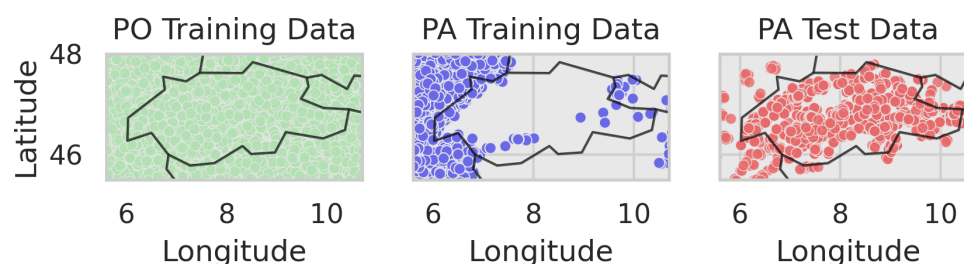 PO Training Data
PA Training Data
PA Test Data
Latitude
48
46
6 8 10
6 8 10
6 8 10
Longitude
Longitude
Longitude